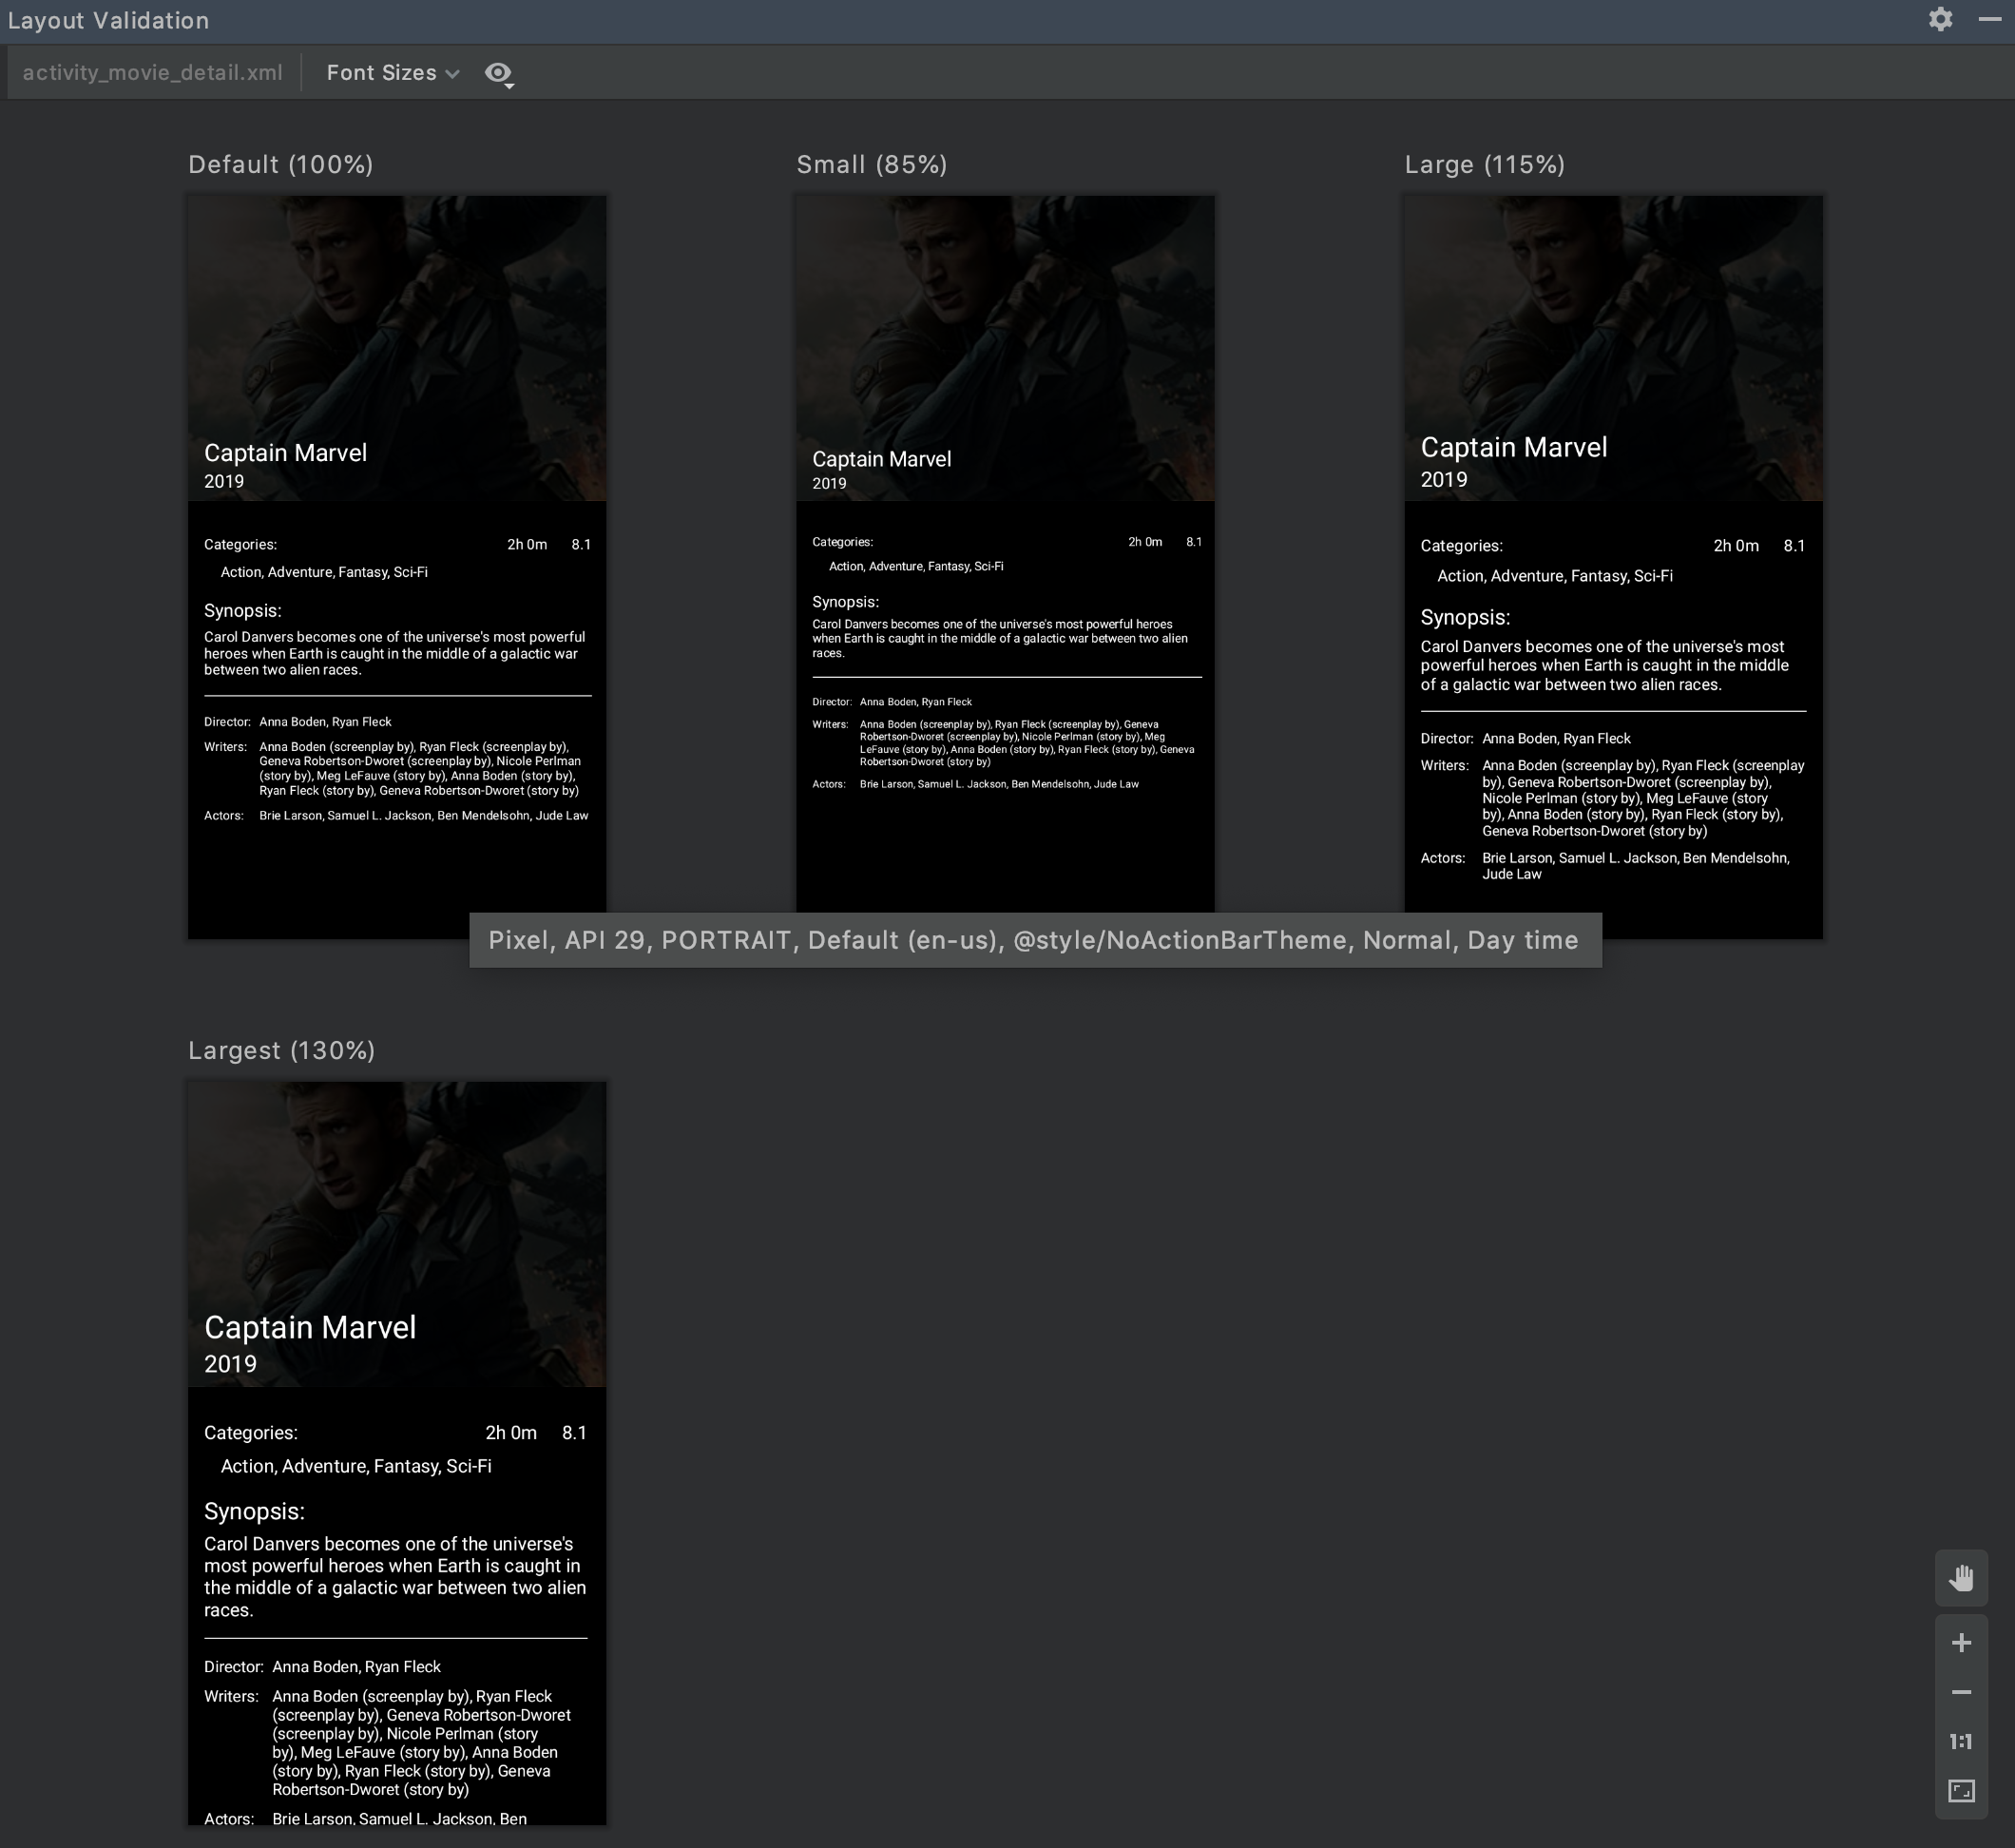 Layout Validation
activity_movie_detail.xml
Font Sizes
Default (100%)
Captain Marvel
2019
Categories:
2h 0m
8.1
Action, Adventure, Fantasy, Sci-Fi
Synopsis:
Carol Danvers becomes one of the universe's most powerful
heroes when Earth is caught in the middle of a galactic war
between two alien races.
Director: Anna Boden, Ryan Fleck
Writers: Anna Boden (screenplay by), Ryan Fleck (screenplay by),
Geneva Robertson-Dworet (screenplay by), Nicole Perlman
(story by), Meg LeFauve (story by), Anna Boden (story by),
Ryan Fleck (story by), Geneva Robertson-Dworet (story by)
Actors: Brie Larson, Samuel L. Jackson, Ben Mendelsohn, Jude Law
Small (85%)
Captain Marvel
2019
Categories:
2h 0m
8.1
Action, Adventure, Fantasy, Sci-Fi
Synopsis:
Carol Danvers becomes one of the universe's most powerful heroes
when Earth is caught in the middle of a galactic war between two alien
races.
Director: Anna Boden, Ryan Fleck
Writers: Anna Boden (screenplay by), Ryan Fleck (screenplay by), Geneva
Robertson-Dworet (screenplay by), Nicole Perlman (story by), Meg
LeFauve (story by), Anna Boden (story by), Ryan Fleck (story by), Geneva
Robertson-Dworet (story by)
Actors: Brie Larson, Samuel L. Jackson, Ben Mendelsohn, Jude Law
Large (115%)
Captain Marvel
2019
Categories:
2h 0m
8.1
Action, Adventure, Fantasy, Sci-Fi
Synopsis:
Carol Danvers becomes one of the universe's most
powerful heroes when Earth is caught in the middle
of a galactic war between two alien races.
Director: Anna Boden, Ryan Fleck
Writers: Anna Boden (screenplay by), Ryan Fleck (screenplay
by), Geneva Robertson-Dworet (screenplay by),
Nicole Perlman (story by), Meg LeFauve (story
by), Anna Boden (story by), Ryan Fleck (story by),
Geneva Robertson-Dworet (story by)
Actors: Brie Larson, Samuel L. Jackson, Ben Mendelsohn,
Jude Law
Pixel, API 29, PORTRAIT, Default (en-us), @style/NoActionBarTheme, Normal, Day time
Largest (130%)
Captain Marvel
2019
Categories:
2h 0m
8.1
Action, Adventure, Fantasy, Sci-Fi
Synopsis:
Carol Danvers becomes one of the universe's
most powerful heroes when Earth is caught in
the middle of a galactic war between two alien
races.
Director: Anna Boden, Ryan Fleck
Writers: Anna Boden (screenplay by), Ryan Fleck
(screenplay by), Geneva Robertson-Dworet
(screenplay by), Nicole Perlman (story
by), Meg LeFauve (story by), Anna Boden
(story by), Ryan Fleck (story by), Geneva
Robertson-Dworet (story by)
Actors: Brie Larson, Samuel L. Jackson, Ben
1:1